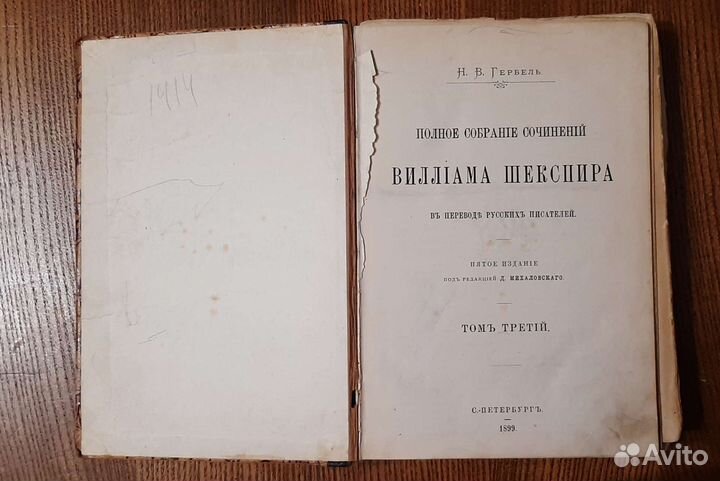 1414
Н. В. Гербель.
ПОЛНОЕ СОБРАНІЕ СОЧИНЕНІЙ
ВИЛЛІАМА ШЕКСПИРА
ВЪ ПЕРЕВОДѢ РУССКИХЪ ПИСАТЕЛЕЙ.
ПЯТОЕ ИЗДАНІЕ
ПОДЪ РЕДАКЦІЕЙ Д. МИХАЛОВСКАГО.
ТОМЪ ТРЕТІЙ.
С.-ПЕТЕРБУРГЪ.
1899.
Avito